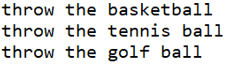 throw the basketball
throw the tennis ball
throw the golf ball